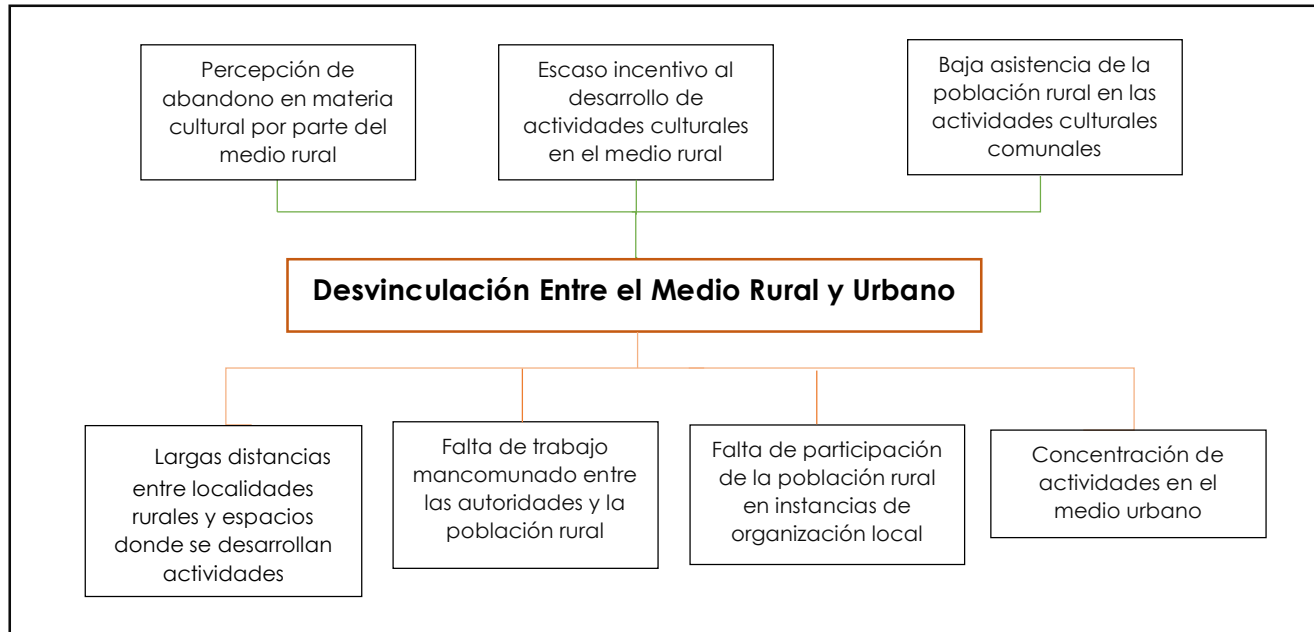 Percepción de
abandono en materia
cultural por parte del
medio rural
Escaso incentivo al
desarrollo de
actividades culturales
en el medio rural
Baja asistencia de la
población rural en las
actividades culturales
comunales
Desvinculación Entre el Medio Rural y Urbano
Largas distancias
entre localidades
rurales y espacios
donde se desarrollan
actividades
Falta de trabajo
mancomunado entre
las autoridades y la
población rural
Falta de participación
de la población rural
en instancias de
organización local
Concentración de
actividades en el
medio urbano